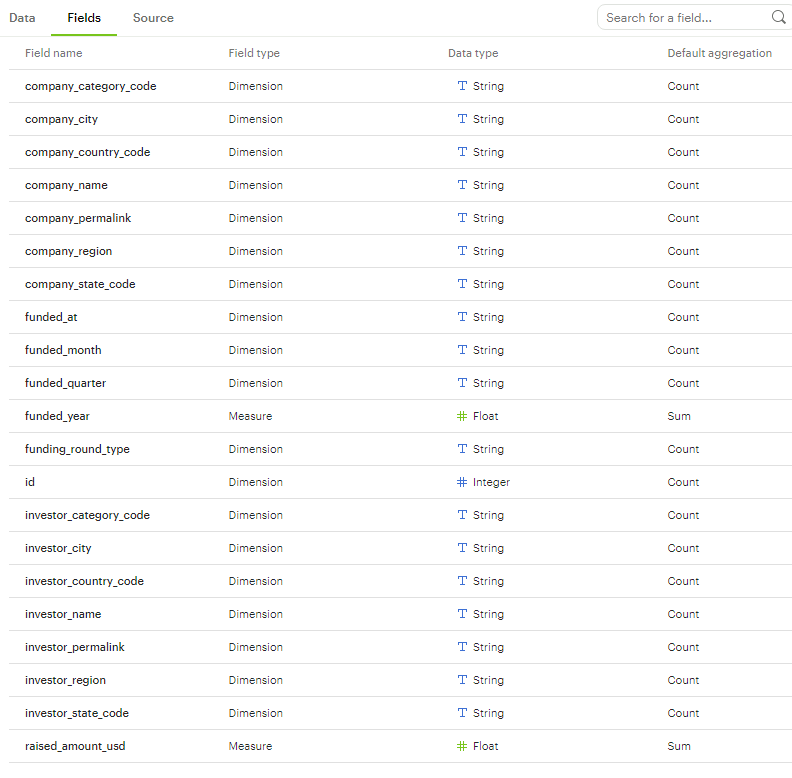 Data Fields Source Search for a field...
Field name Field type Data type Default aggregation
company_category_code Dimension String Count
company_city Dimension String Count
company_country_code Dimension String Count
company_name Dimension String Count
company_permalink Dimension String Count
company_region Dimension String Count
company_state_code Dimension String Count
funded_at Dimension String Count
funded_month Dimension String Count
funded_quarter Dimension String Count
funded_year Measure Float Sum
funding_round_type Dimension String Count
id Dimension Integer Count
investor_category_code Dimension String Count
investor_city Dimension String Count
investor_country_code Dimension String Count
investor_name Dimension String Count
investor_permalink Dimension String Count
investor_region Dimension String Count
investor_state_code Dimension String Count
raised_amount_usd Measure Float Sum